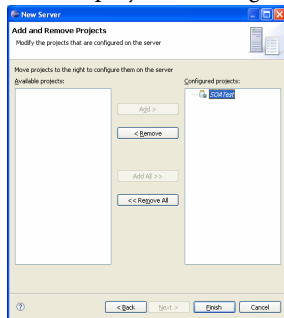 New Server
Add and Remove Projects
Modify the projects that are configured on the server
Move projects to the right to configure them on the server
Available projects:
Configured projects:
SOATest
Add >
< Remove
Add All >>
<< Remove All
?
< Back
Next >
Finish
Cancel